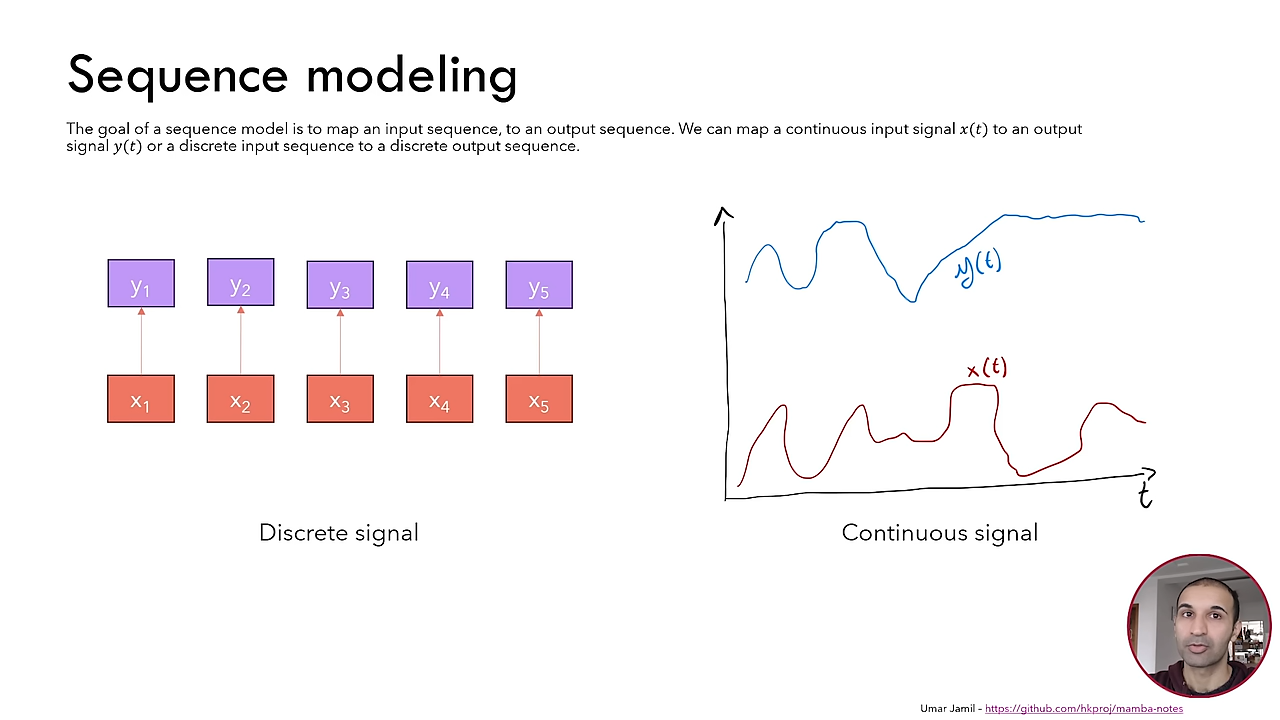 Sequence modeling
The goal of a sequence model is to map an input sequence, to an output sequence. We can map a continuous input signal x(t) to an output
signal y(t) or a discrete input sequence to a discrete output sequence.
y₁ y₂ y₃ y₄ y₅
x₁ x₂ x₃ x₄ x₅
Discrete signal
y(t)
x(t)
t
Continuous signal
Umar Jamil – https://github.com/hkproj/mamba-notes